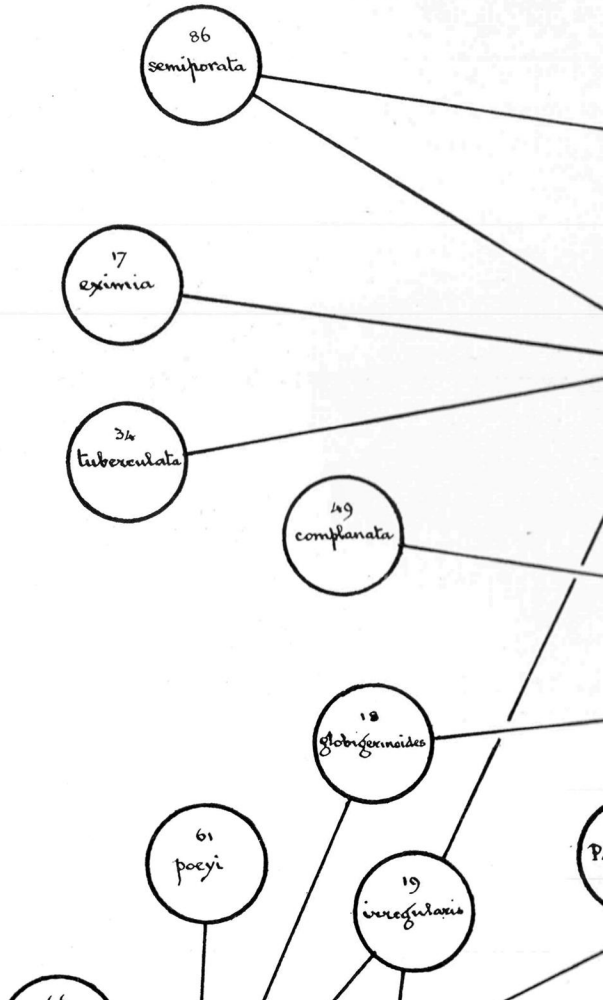 86
semiporata
17
eximia
34
tuberculata
49
complanata
18
globigerinoides
61
poeyi
19
irregularis
P